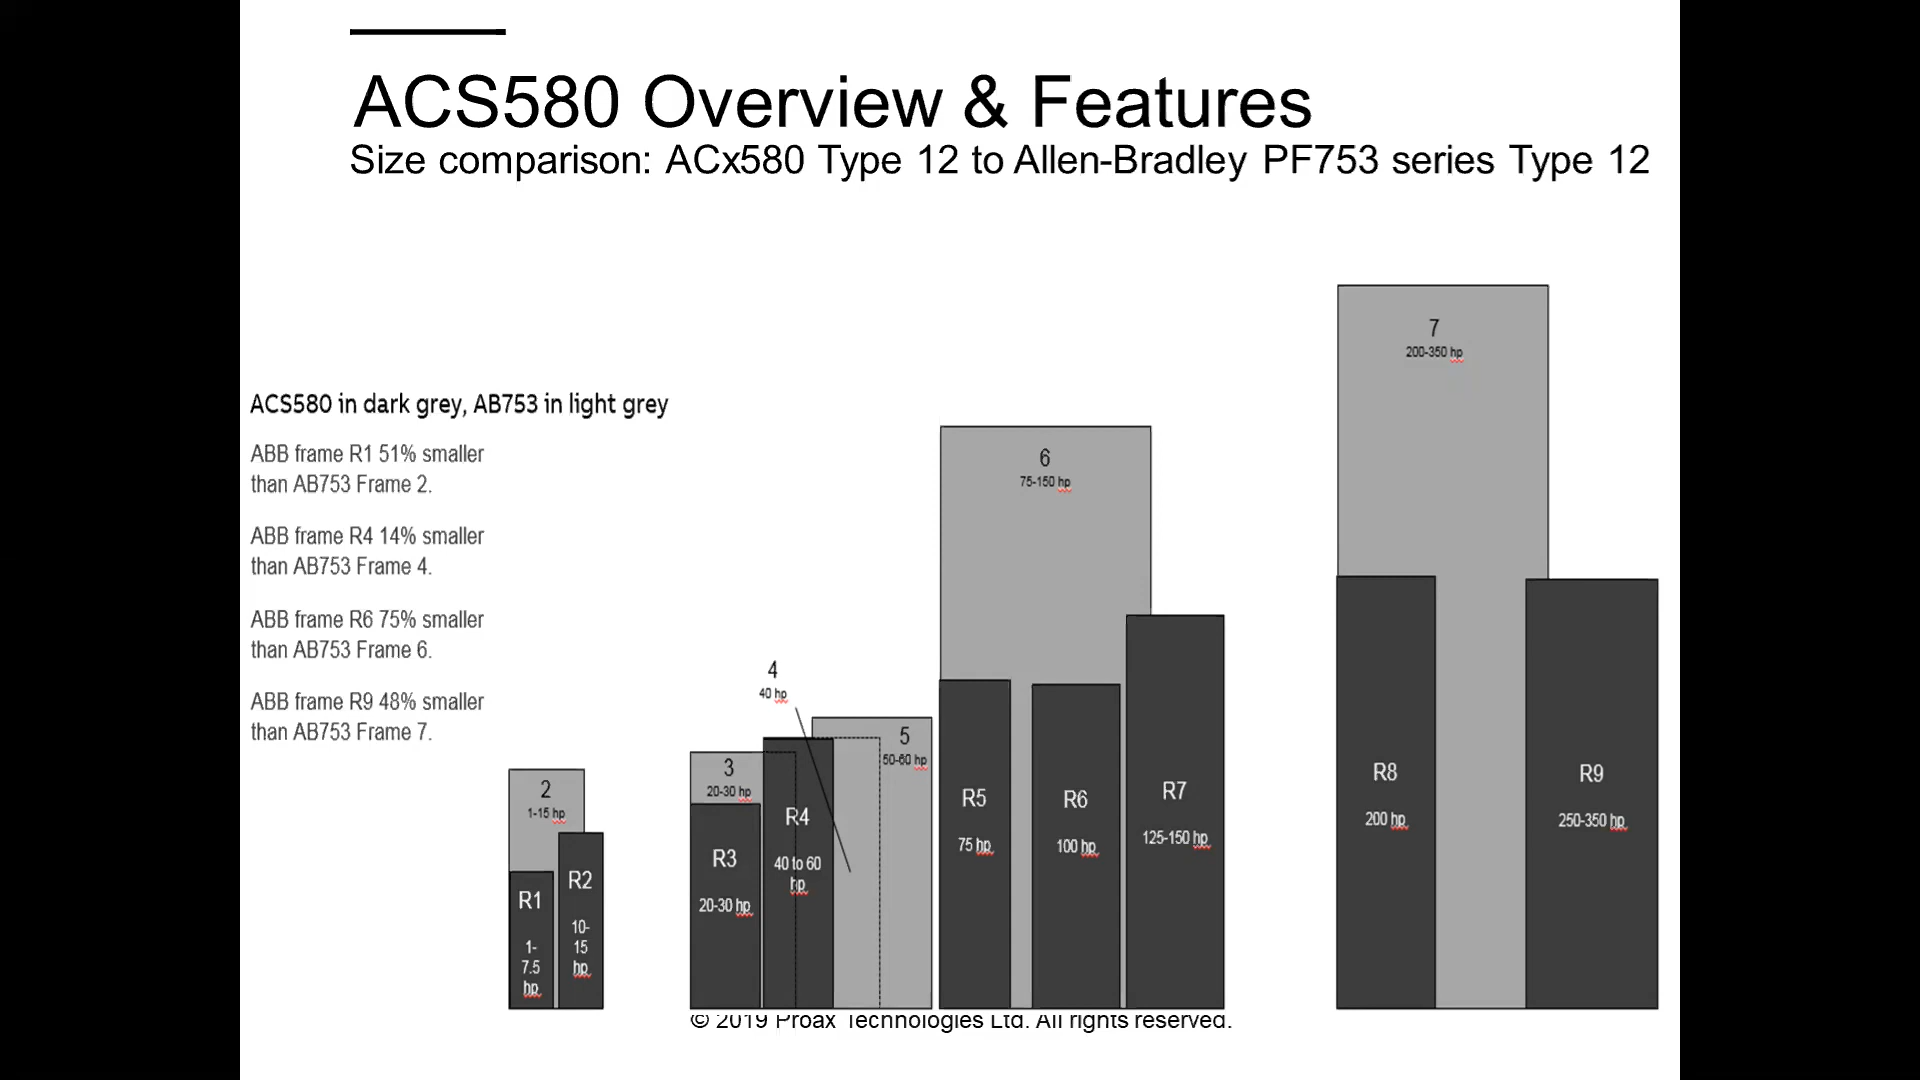 ACS580 Overview & Features
Size comparison: ACx580 Type 12 to Allen-Bradley PF753 series Type 12
ACS580 in dark grey, AB753 in light grey
ABB frame R1 51% smaller
than AB753 Frame 2.
ABB frame R4 14% smaller
than AB753 Frame 4.
ABB frame R6 75% smaller
than AB753 Frame 6.
ABB frame R9 48% smaller
than AB753 Frame 7.
2
1-15 hp
R1
1-
7.5
hp
R2
10-
15
hp
3
20-30 hp
R3
20-30 hp
4
40 hp
R4
40 to 60
hp
5
50-60 hp
6
75-150 hp
R5
75 hp
R6
100 hp
R7
125-150 hp
7
200-350 hp
R8
200 hp
R9
250-350 hp
© 2019 Proax Technologies Ltd. All rights reserved.